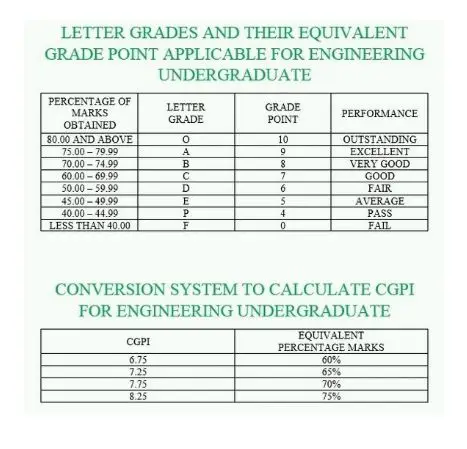 LETTER GRADES AND THEIR EQUIVALENT
GRADE POINT APPLICABLE FOR ENGINEERING
UNDERGRADUATE
PERCENTAGE OF MARKS OBTAINED LETTER GRADE GRADE POINT PERFORMANCE
80.00 AND ABOVE O 10 OUTSTANDING
75.00 – 79.99 A 9 EXCELLENT
70.00 – 74.99 B 8 VERY GOOD
60.00 – 69.99 C 7 GOOD
50.00 – 59.99 D 6 FAIR
45.00 – 49.99 E 5 AVERAGE
40.00 – 44.99 P 4 PASS
LESS THAN 40.00 F 0 FAIL
CONVERSION SYSTEM TO CALCULATE CGPI
FOR ENGINEERING UNDERGRADUATE
CGPI EQUIVALENT PERCENTAGE MARKS
6.75 60%
7.25 65%
7.75 70%
8.25 75%